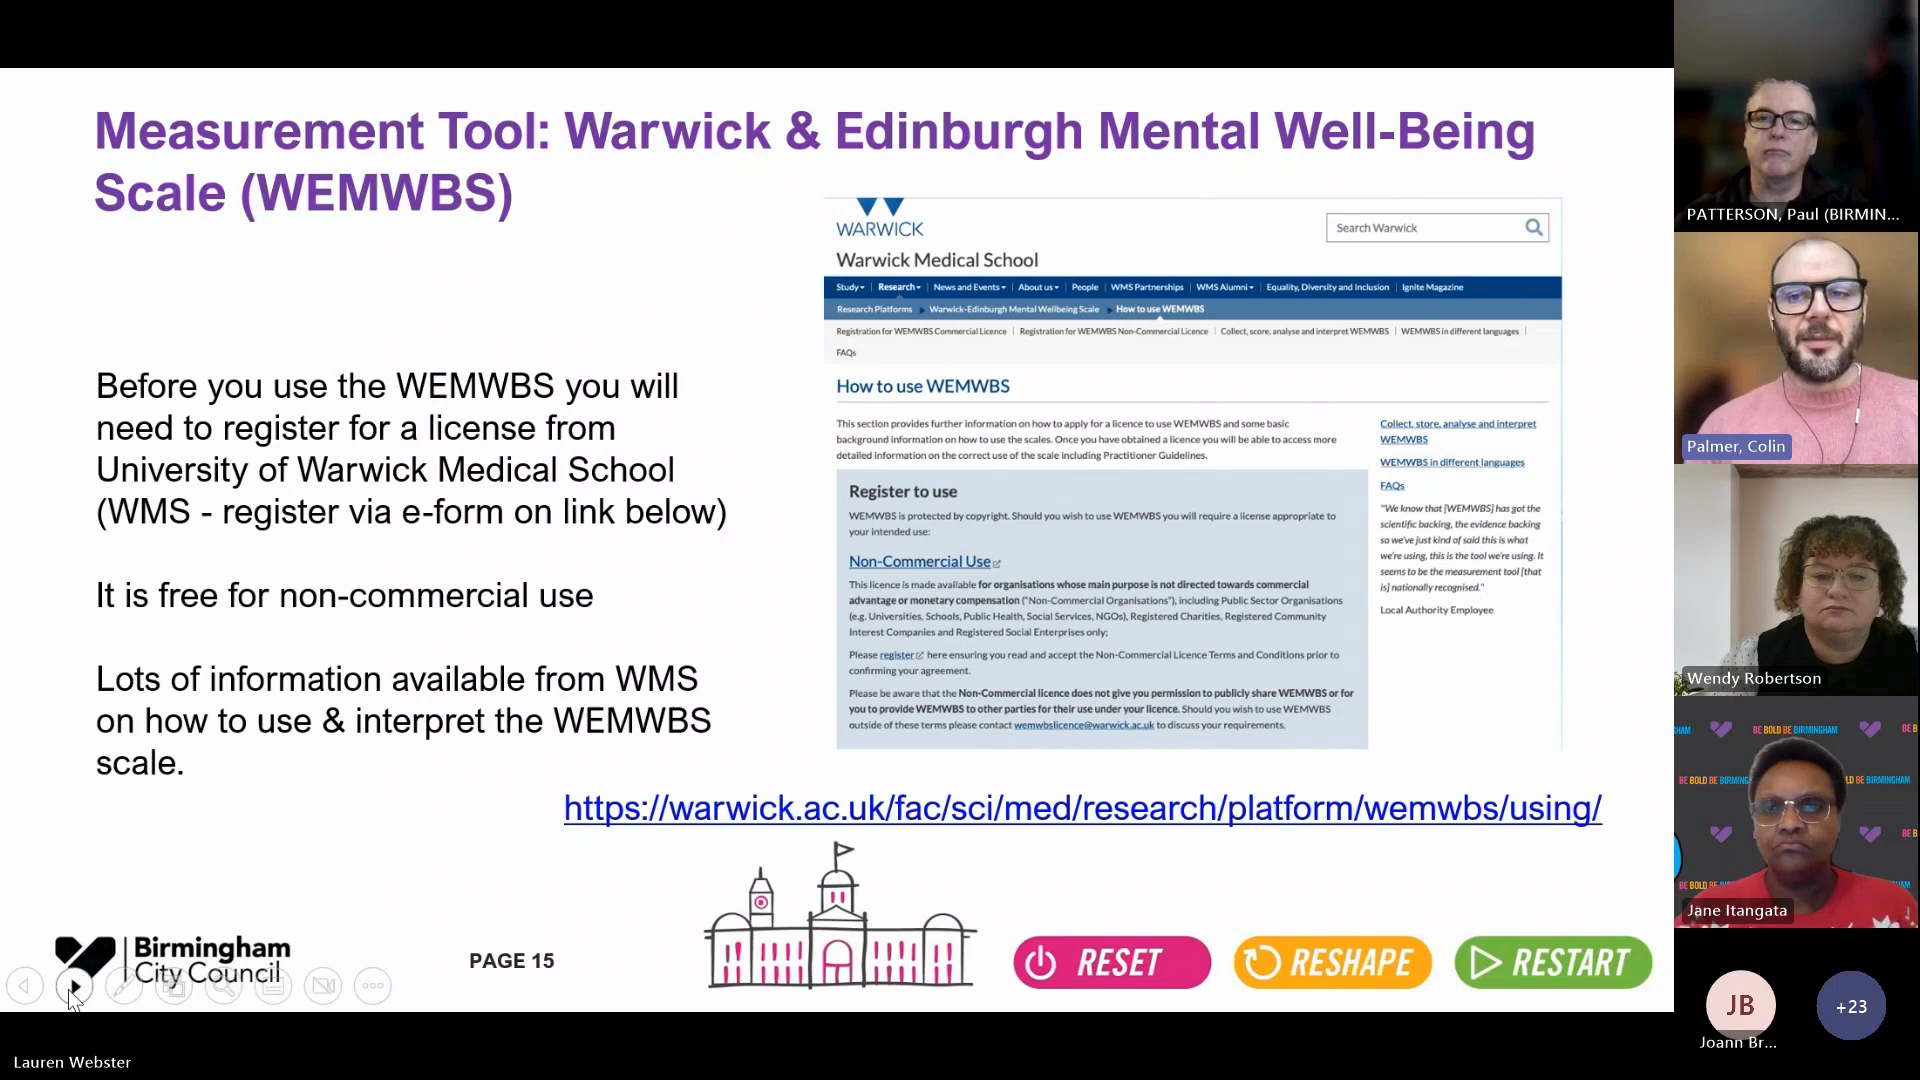 Measurement Tool: Warwick & Edinburgh Mental Well-Being
Scale (WEMWBS)
Before you use the WEMWBS you will
need to register for a license from
University of Warwick Medical School
(WMS - register via e-form on link below)
It is free for non-commercial use
Lots of information available from WMS
on how to use & interpret the WEMWBS
scale.
WARWICK
Search Warwick
Warwick Medical School
Study Research News and Events About us People WMS Partnerships WMS Alumni Equality, Diversity and Inclusion Ignite Magazine
Research Platforms Warwick-Edinburgh Mental Wellbeing Scale How to use WEMWBS
Registration for WEMWBS Commercial Licence Registration for WEMWBS Non-Commercial Licence Collect, score, analyse and interpret WEMWBS WEMWBS in different languages
FAQs
How to use WEMWBS
This section provides further information on how to apply for a licence to use WEMWBS and some basic
background information on how to use the scales. Once you have obtained a licence you will be able to access more
detailed information on the correct use of the scale including Practitioner Guidelines.
Register to use
WEMWBS is protected by copyright. Should you wish to use WEMWBS you will require a license appropriate to
your intended use:
Non-Commercial Use
This licence is made available for organisations whose main purpose is not directed towards commercial
advantage or monetary compensation ("Non-Commercial Organisations"), including Public Sector Organisations
(e.g. Universities, Schools, Public Health, Social Services, NGOs), Registered Charities, Registered Community
Interest Companies and Registered Social Enterprises only;
Please register here ensuring you read and accept the Non-Commercial Licence Terms and Conditions prior to
confirming your agreement.
Please be aware that the Non-Commercial licence does not give you permission to publicly share WEMWBS or for
you to provide WEMWBS to other parties for their use under your licence. Should you wish to use WEMWBS
outside of these terms please contact wemwbslicence@warwick.ac.uk to discuss your requirements.
Collect, store, analyse and interpret
WEMWBS
WEMWBS in different languages
FAQs
"We know that [WEMWBS] has got the
scientific backing, the evidence backing
so we've just kind of said this is what
we're using, this is the tool we're using. It
seems to be the measurement tool [that
is] nationally recognised."
Local Authority Employee
https://warwick.ac.uk/fac/sci/med/research/platform/wemwbs/using/
Birmingham
City Council
PAGE 15
RESET
RESHAPE
RESTART
Lauren Webster
PATTERSON, Paul (BIRMIN...
Palmer, Colin
Wendy Robertson
HAM BE BOLD BE BIRMINGHAM BE B
BE BOLD BE BIRMING LD BE BIRMINGHAM
BE B
BE BOLD
Jane Itangata
JB
+23
Joann Br...